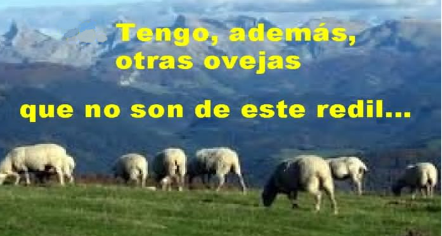 Tengo, además,
otras ovejas
que no son de este redil...